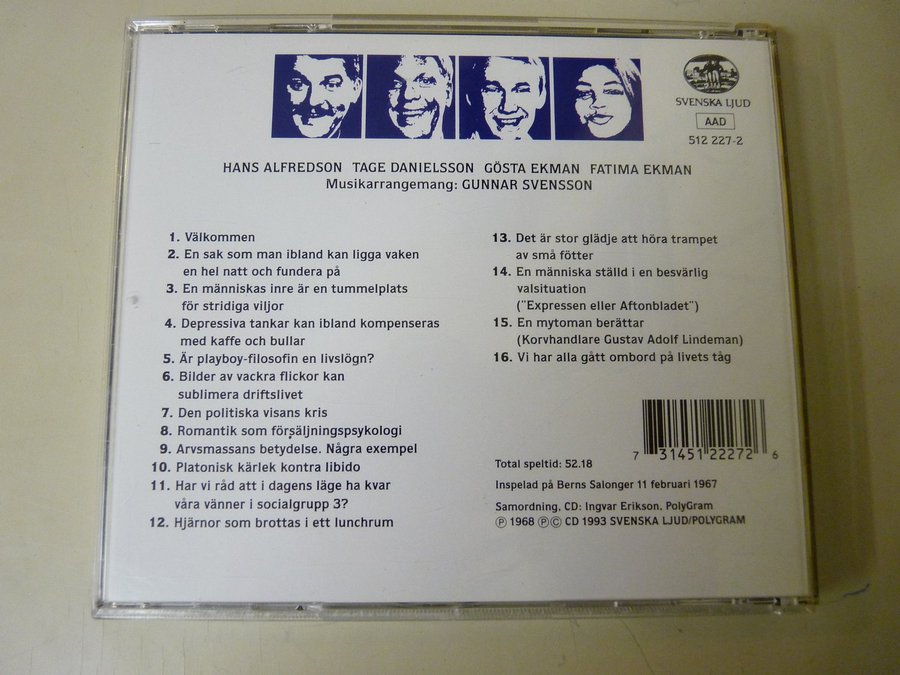 SVENSKA LJUD
AAD
512 227-2
HANS ALFREDSON TAGE DANIELSSON GÖSTA EKMAN FATIMA EKMAN
Musikarrangemang: GUNNAR SVENSSON
1. Välkommen
2. En sak som man ibland kan ligga vaken
en hel natt och fundera på
3. En människas inre är en tummelplats
för stridiga viljor
4. Depressiva tankar kan ibland kompenseras
med kaffe och bullar
5. Är playboy-filosofin en livslögn?
6. Bilder av vackra flickor kan
sublimera driftslivet
7. Den politiska visans kris
8. Romantik som försäljningspsykologi
9. Arvsmassans betydelse. Några exempel
10. Platonisk kärlek kontra libido
11. Har vi råd att i dagens läge ha kvar
våra vänner i socialgrupp 3?
12. Hjärnor som brottas i ett lunchrum
13. Det är stor glädje att höra trampet
av små fötter
14. En människa ställd i en besvärlig
valsituation
("Expressen eller Aftonbladet")
15. En mytoman berättar
(Korvhandlare Gustav Adolf Lindeman)
16. Vi har alla gått ombord på livets tåg
7 31451 22272 6
Total speltid: 52.18
Inspelad på Berns Salonger 11 februari 1967
Samordning, CD: Ingvar Erikson, PolyGram
Ⓟ 1968 Ⓟ© CD 1993 SVENSKA LJUD/POLYGRAM